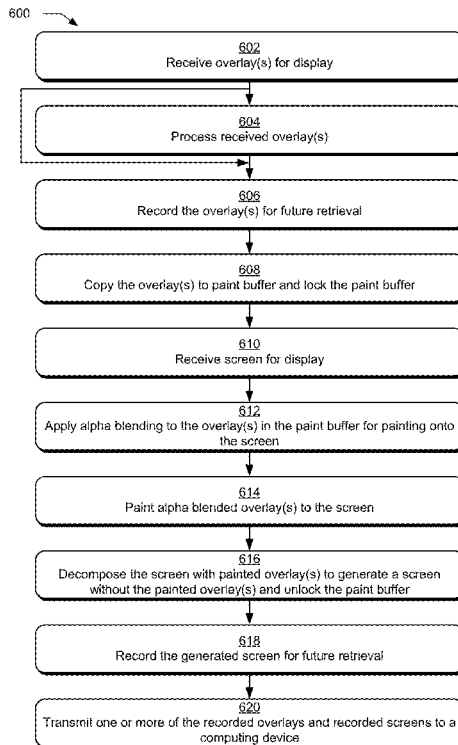 600
602
Receive overlay(s) for display
604
Process received overlay(s)
606
Record the overlay(s) for future retrieval
608
Copy the overlay(s) to paint buffer and lock the paint buffer
610
Receive screen for display
612
Apply alpha blending to the overlay(s) in the paint buffer for painting onto
the screen
614
Paint alpha blended overlay(s) to the screen
616
Decompose the screen with painted overlay(s) to generate a screen
without the painted overlay(s) and unlock the paint buffer
618
Record the generated screen for future retrieval
620
Transmit one or more of the recorded overlays and recorded screens to a
computing device